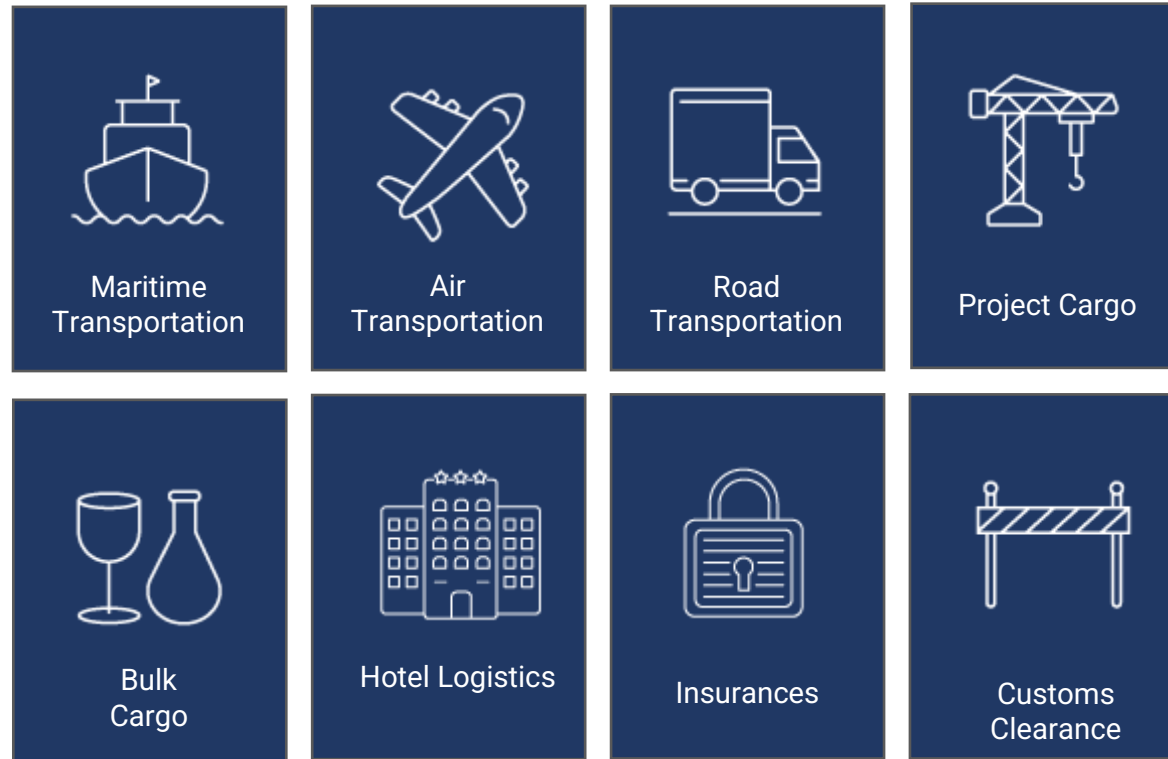 Maritime
Transportation
Air
Transportation
Road
Transportation
Project Cargo
Bulk
Cargo
Hotel Logistics
Insurances
Customs
Clearance